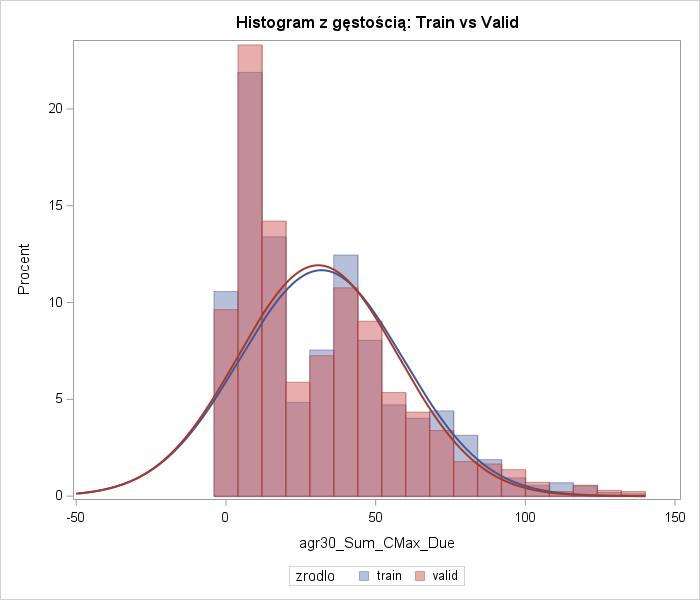 Histogram z gęstością: Train vs Valid
Procent
20
15
10
5
0
-50 0 50 100 150
agr30_Sum_CMax_Due
zrodlo train valid